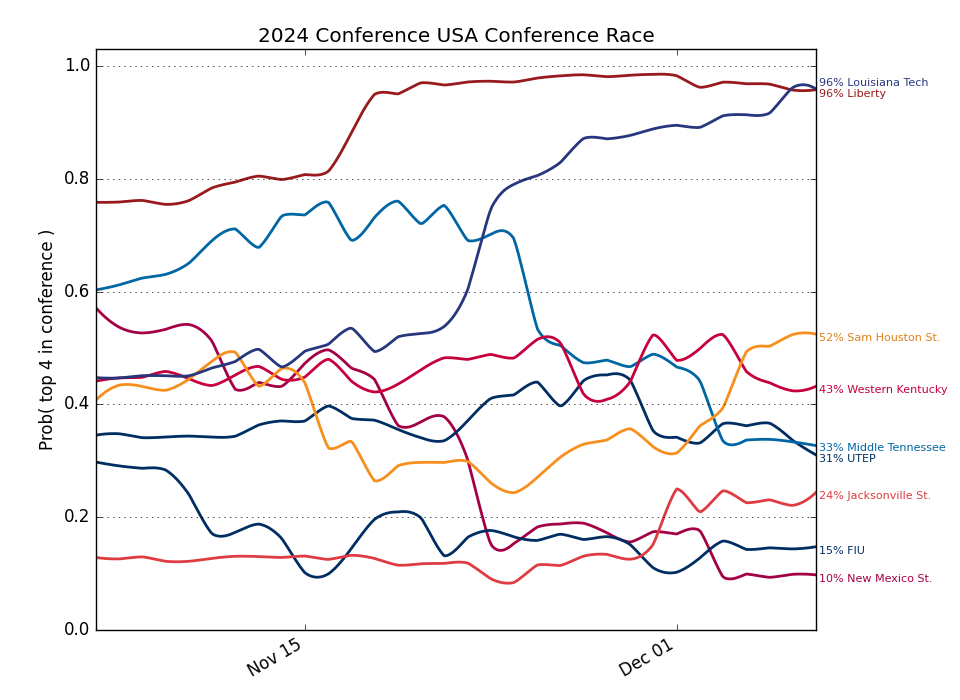 2024 Conference USA Conference Race
Prob( top 4 in conference )
1.0
0.8
0.6
0.4
0.2
0.0
Nov 15
Dec 01
96% Louisiana Tech
96% Liberty
52% Sam Houston St.
43% Western Kentucky
33% Middle Tennessee
31% UTEP
24% Jacksonville St.
15% FIU
10% New Mexico St.